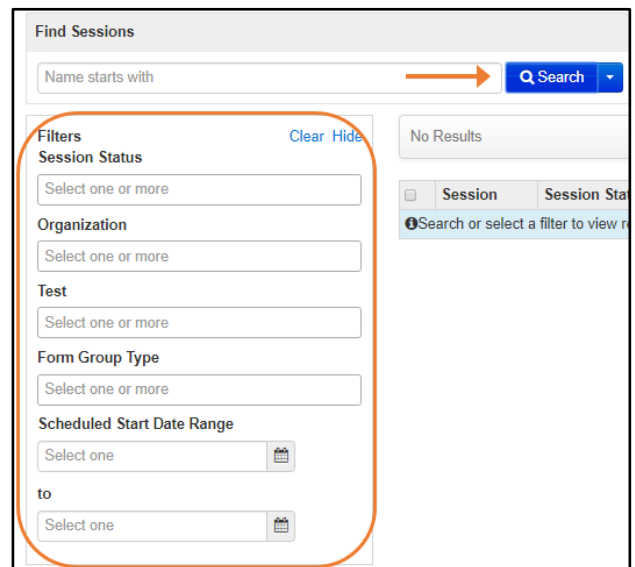 Find Sessions
Name starts with
Search
Filters
Clear Hide
Session Status
Select one or more
Organization
Select one or more
Test
Select one or more
Form Group Type
Select one or more
Scheduled Start Date Range
Select one
to
Select one
No Results
Session Session Stat
Search or select a filter to view re